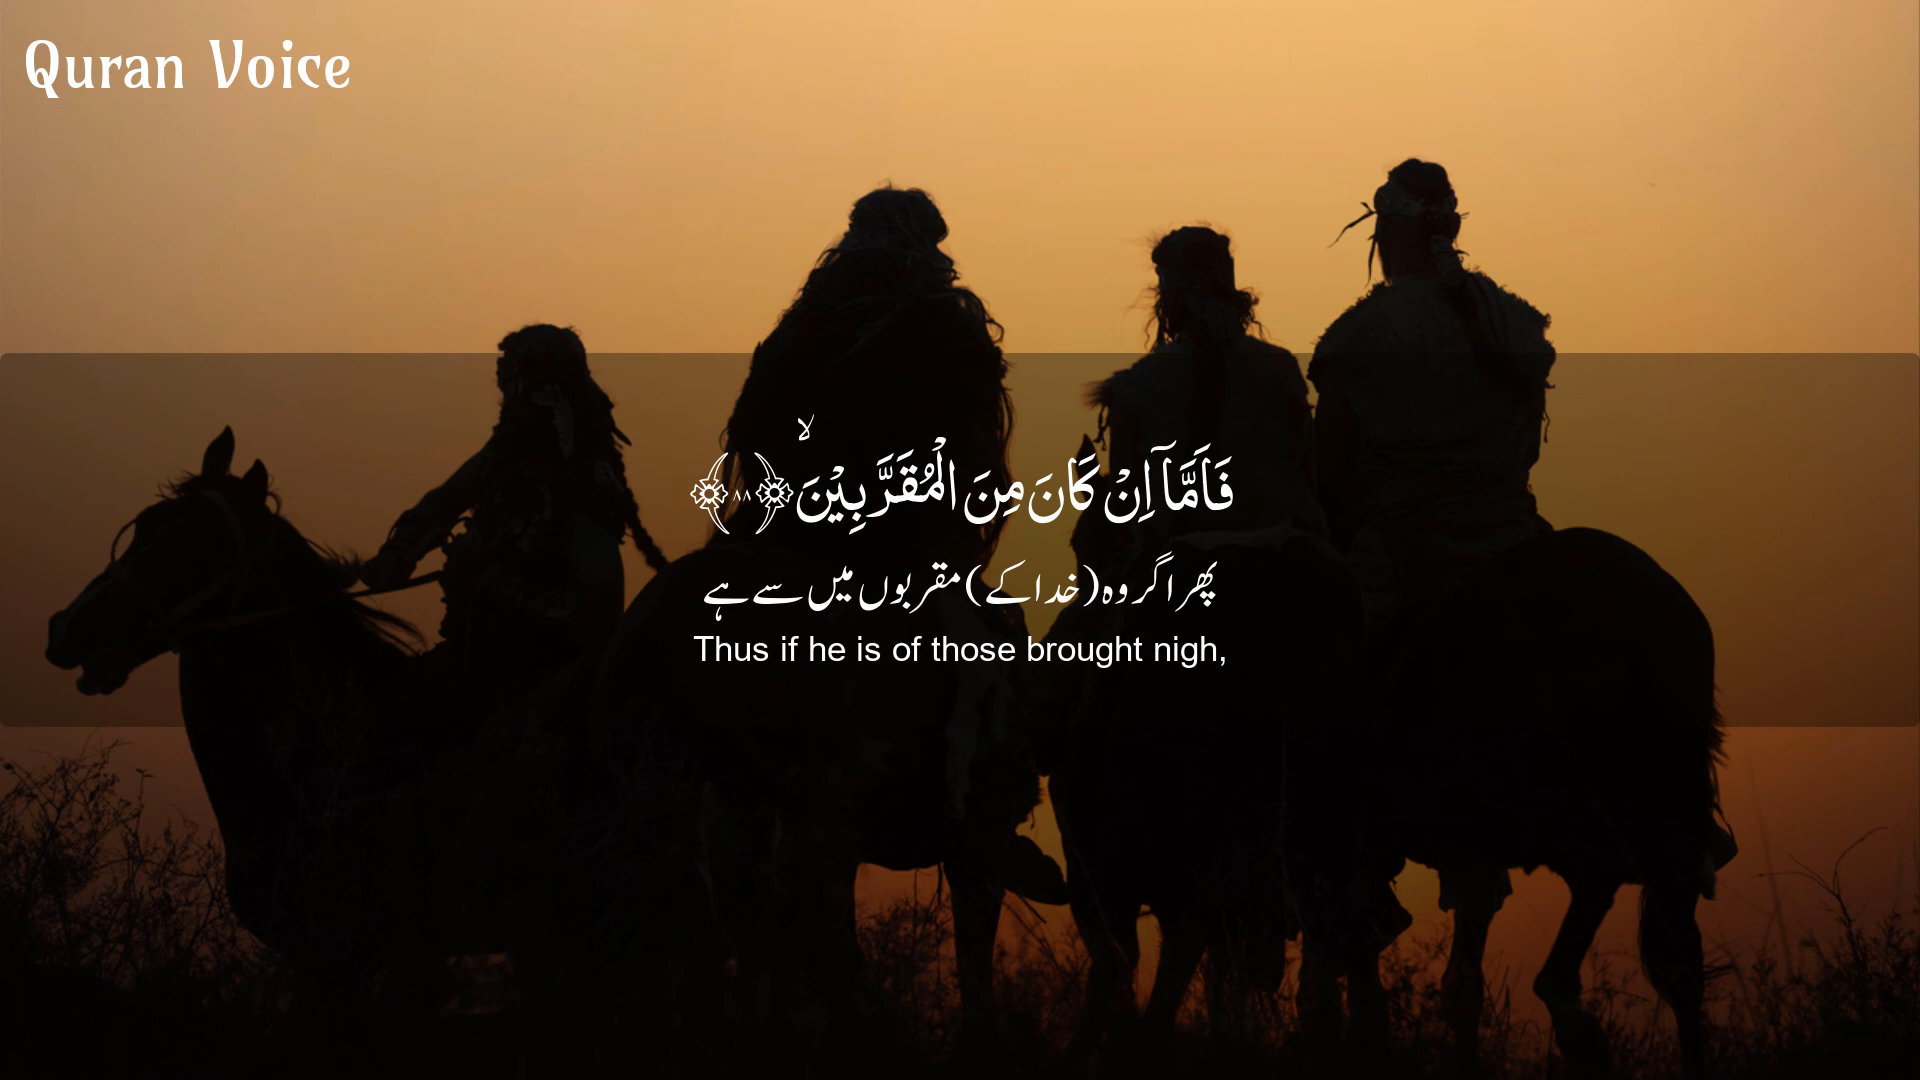 Quran Voice
فَاَمَّاۤ اِنْ كَانَ مِنَ الْمُقَرَّبِیْنَۙ ﴿۸۸﴾
پھر اگر وہ (خدا کے) مقربوں میں سے ہے
Thus if he is of those brought nigh,